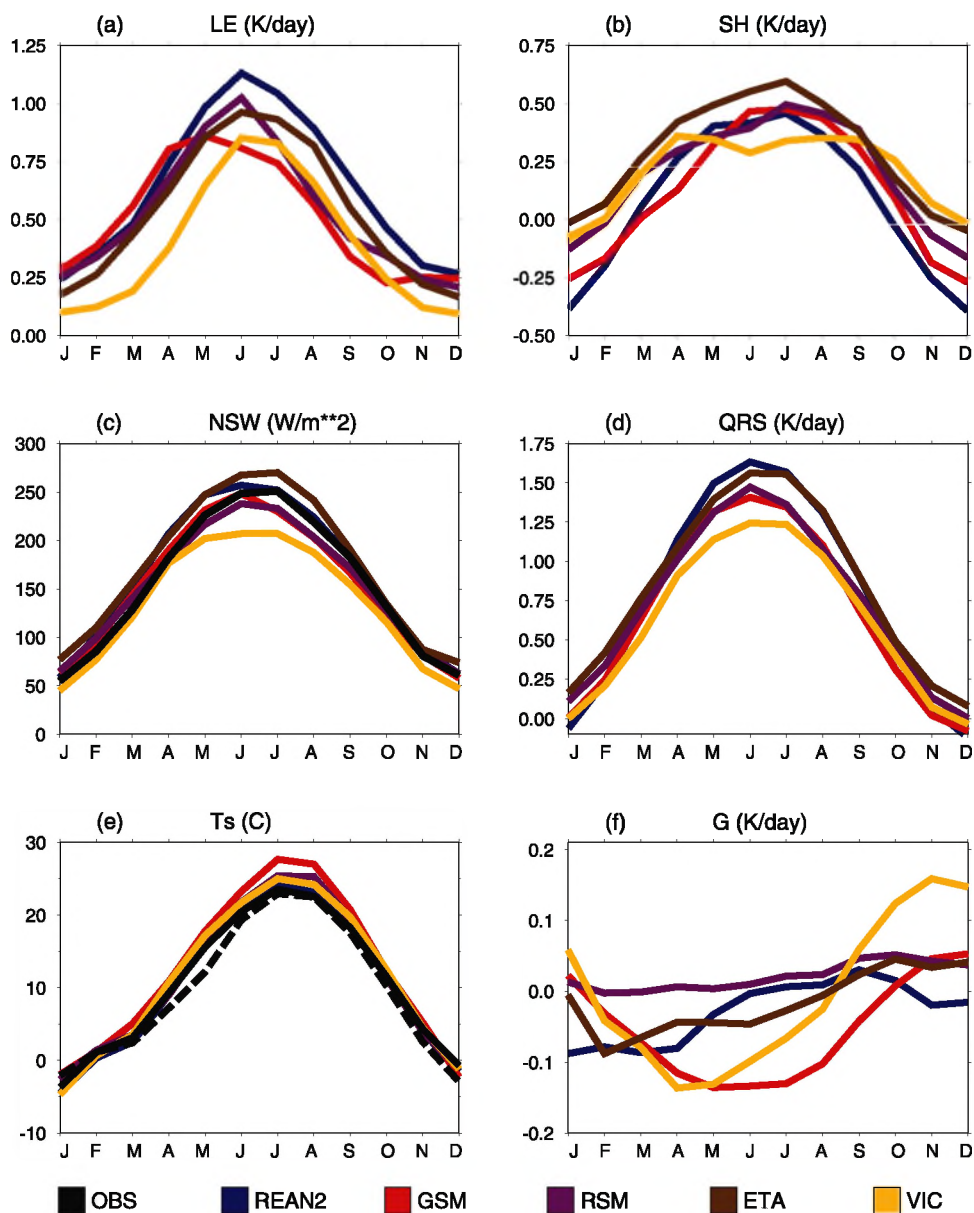 (a) LE (K/day)
1.25
1.00
0.75
0.50
0.25
0.00
J F M A M J J A S O N D
(b) SH (K/day)
0.75
0.50
0.25
0.00
-0.25
-0.50
J F M A M J J A S O N D
(c) NSW (W/m**2)
300
250
200
150
100
50
0
J F M A M J J A S O N D
(d) QRS (K/day)
1.75
1.50
1.25
1.00
0.75
0.50
0.25
0.00
J F M A M J J A S O N D
(e) Ts (C)
30
20
10
0
-10
J F M A M J J A S O N D
(f) G (K/day)
0.2
0.1
0.0
-0.1
-0.2
J F M A M J J A S O N D
OBS REAN2 GSM RSM ETA VIC